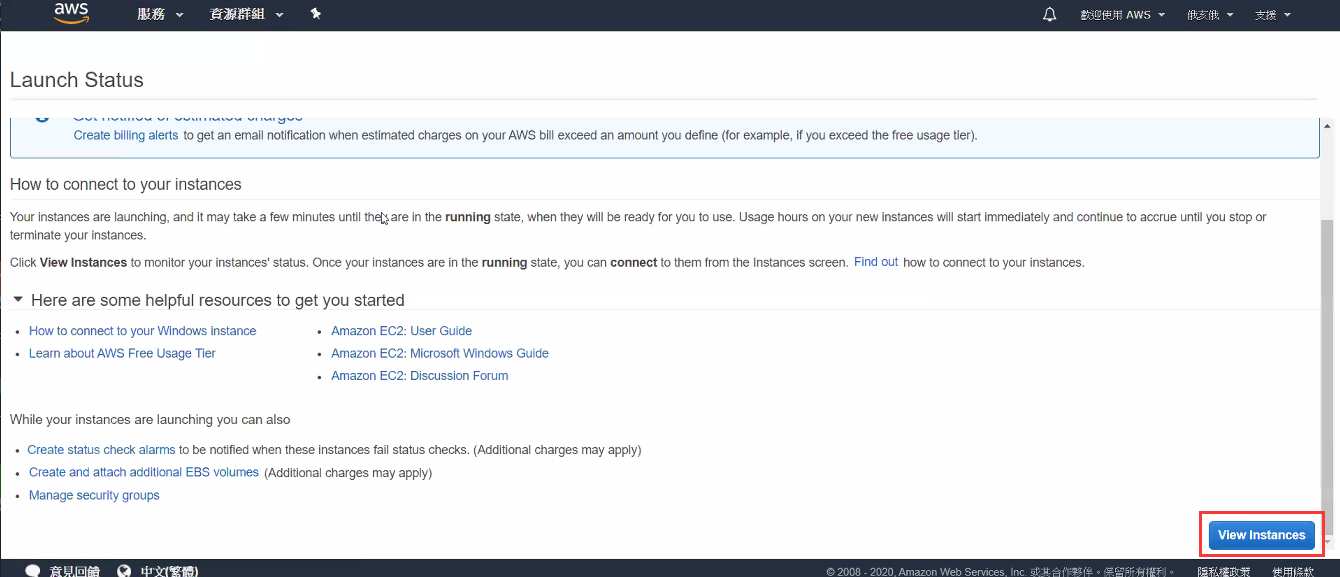 aws 服務 資源群組 歡迎使用 AWS 俄亥俄 支援
Launch Status
Get notified of estimated charges
Create billing alerts to get an email notification when estimated charges on your AWS bill exceed an amount you define (for example, if you exceed the free usage tier).
How to connect to your instances
Your instances are launching, and it may take a few minutes until they are in the running state, when they will be ready for you to use. Usage hours on your new instances will start immediately and continue to accrue until you stop or
terminate your instances.
Click View Instances to monitor your instances' status. Once your instances are in the running state, you can connect to them from the Instances screen. Find out how to connect to your instances.
Here are some helpful resources to get you started
How to connect to your Windows instance
Learn about AWS Free Usage Tier
Amazon EC2: User Guide
Amazon EC2: Microsoft Windows Guide
Amazon EC2: Discussion Forum
While your instances are launching you can also
Create status check alarms to be notified when these instances fail status checks. (Additional charges may apply)
Create and attach additional EBS volumes (Additional charges may apply)
Manage security groups
View Instances
意見回饋 中文(繁體) © 2008 - 2020, Amazon Web Services, Inc. 或其合作夥伴。保留所有權利。 隱私權政策 使用條款